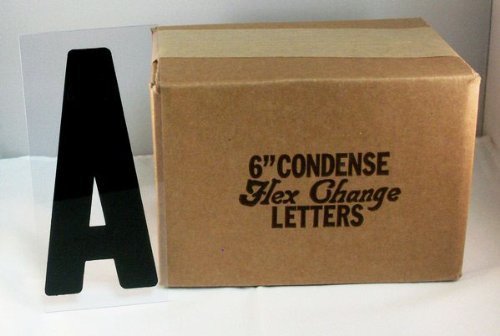 A
6” CONDENSE
Flex Change
LETTERS